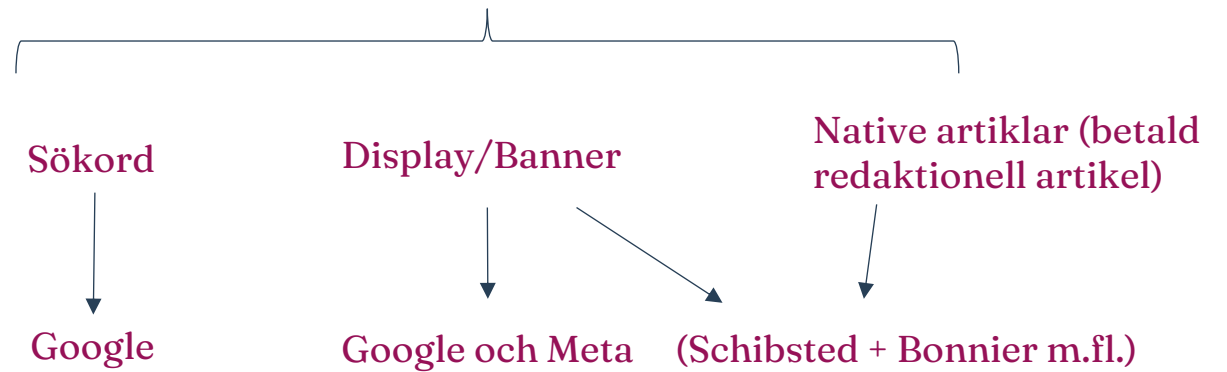 Sökord
Display/Banner
Native artiklar (betald
redaktionell artikel)
Google
Google och Meta
(Schibsted + Bonnier m.fl.)